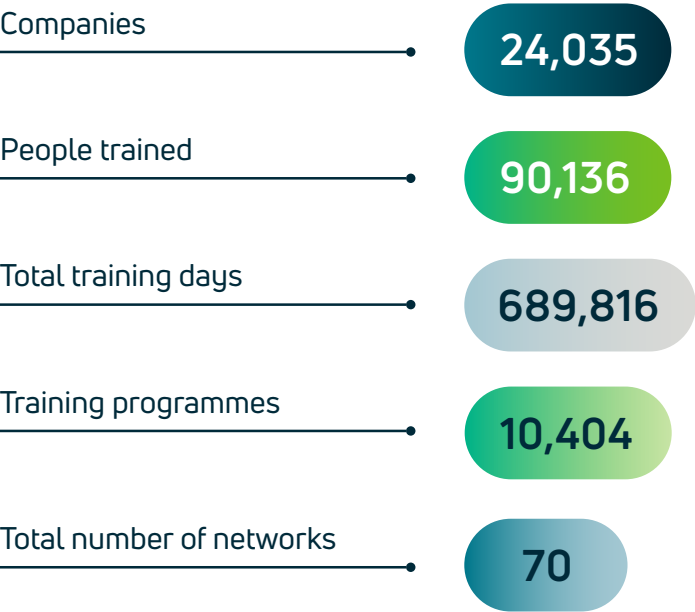 Companies
24,035
People trained
90,136
Total training days
689,816
Training programmes
10,404
Total number of networks
70